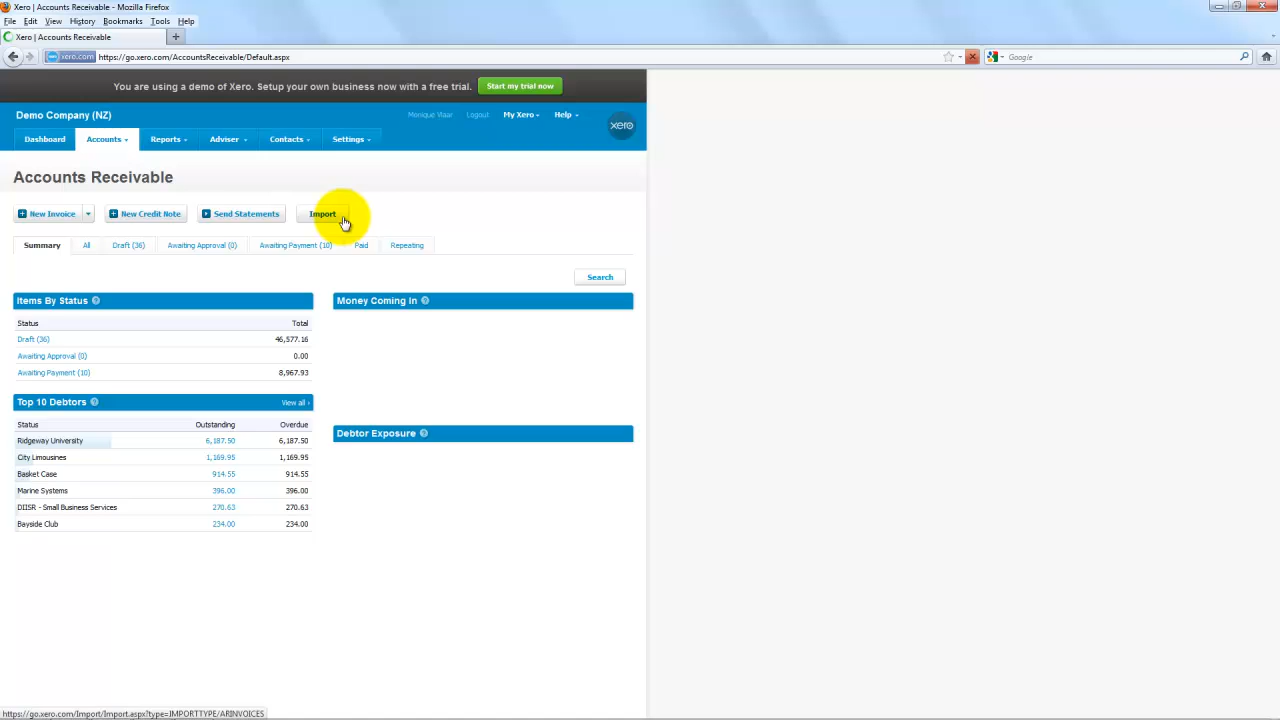 Xero | Accounts Receivable - Mozilla Firefox
File Edit View History Bookmarks Tools Help
Xero | Accounts Receivable
xero.com https://go.xero.com/AccountsReceivable/Default.aspx Google
You are using a demo of Xero. Setup your own business now with a free trial. Start my trial now
Demo Company (NZ) Monique Vlaar Logout My Xero Help
xero
Dashboard Accounts Reports Adviser Contacts Settings
Accounts Receivable
New Invoice New Credit Note Send Statements Import
Summary All Draft (36) Awaiting Approval (0) Awaiting Payment (10) Paid Repeating
Search
Items By Status ? Money Coming In ?
Status Total
Draft (36) 46,577.16
Awaiting Approval (0) 0.00
Awaiting Payment (10) 8,967.93
Top 10 Debtors ? View all ›
Status Outstanding Overdue
Debtor Exposure ?
Ridgeway University 6,187.50 6,187.50
City Limousines 1,169.95 1,169.95
Basket Case 914.55 914.55
Marine Systems 396.00 396.00
DIISR - Small Business Services 270.63 270.63
Bayside Club 234.00 234.00
https://go.xero.com/Import/Import.aspx?type=IMPORTTYPE/ARINVOICES